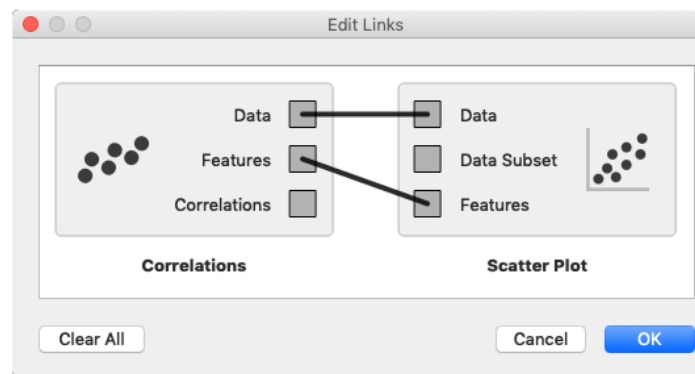 Edit Links
Data
Features
Correlations
Correlations
Data
Data Subset
Features
Scatter Plot
Clear All
Cancel
OK